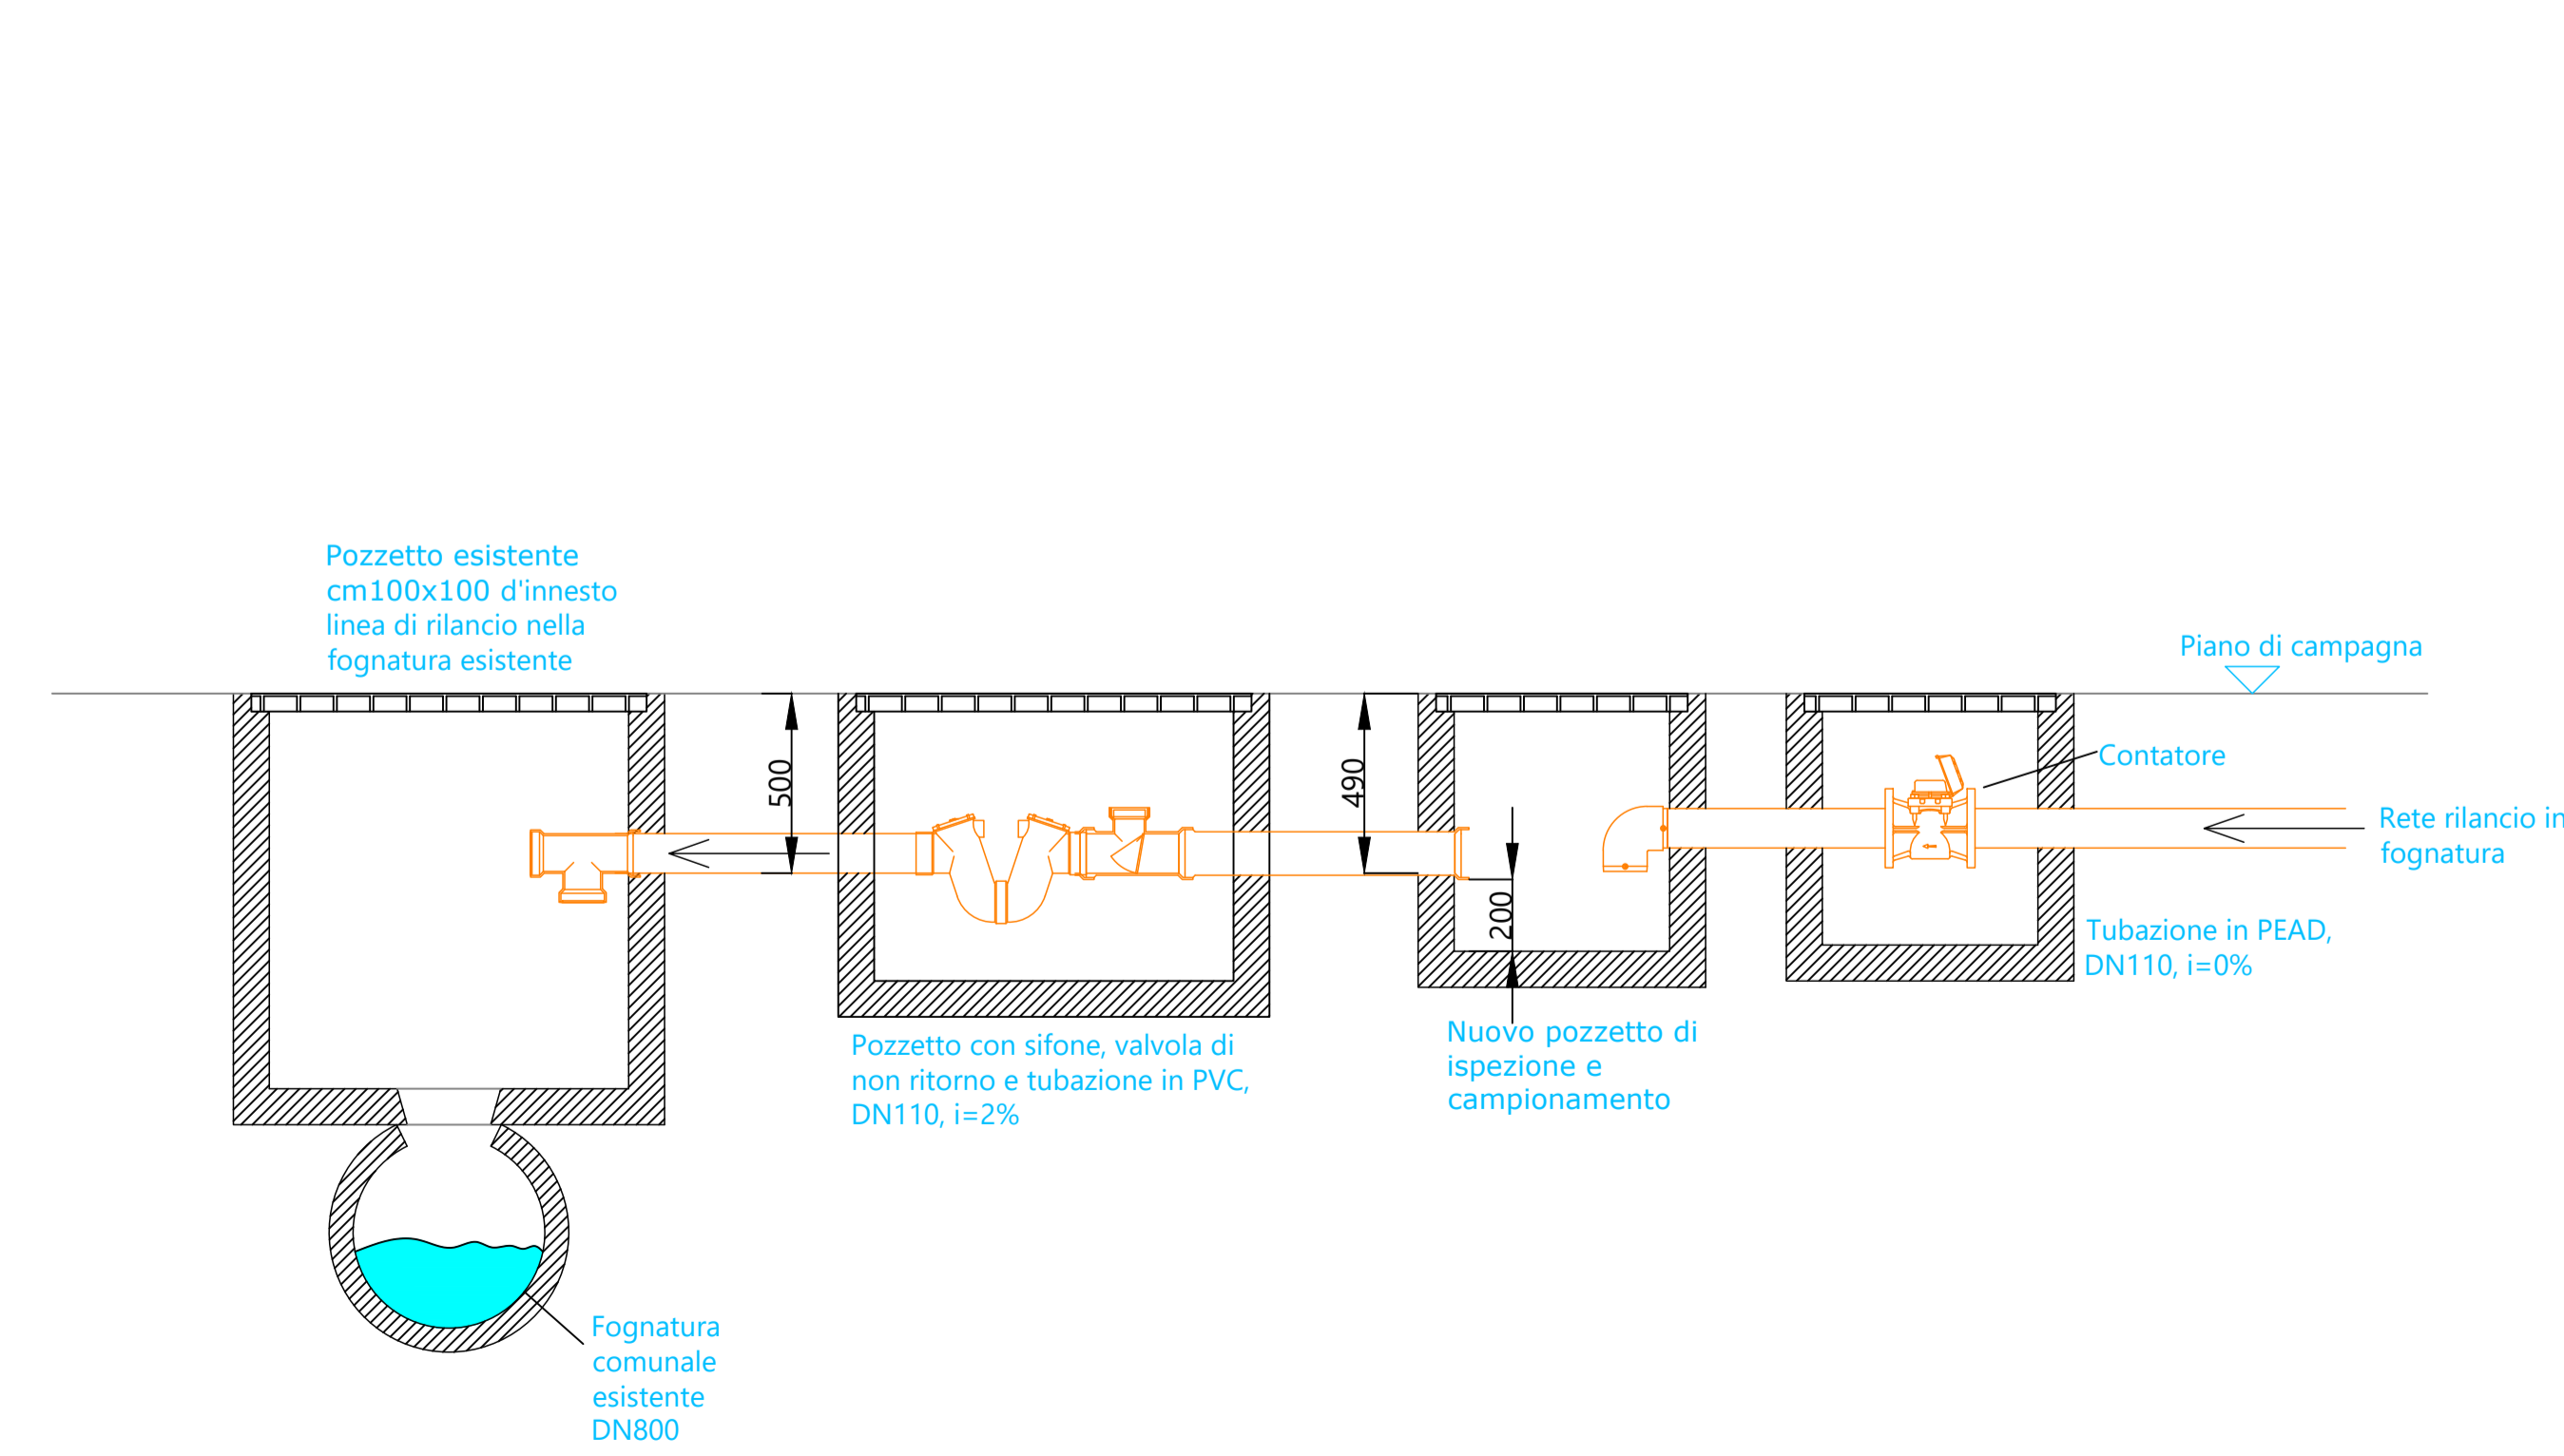 Pozzetto esistente
cm100x100 d'innesto
linea di rilancio nella
fognatura esistente
Piano di campagna
500
490
Contatore
Rete rilancio in
fognatura
200
Tubazione in PEAD,
DN110, i=0%
Pozzetto con sifone, valvola di
non ritorno e tubazione in PVC,
DN110, i=2%
Nuovo pozzetto di
ispezione e
campionamento
Fognatura
comunale
esistente
DN800